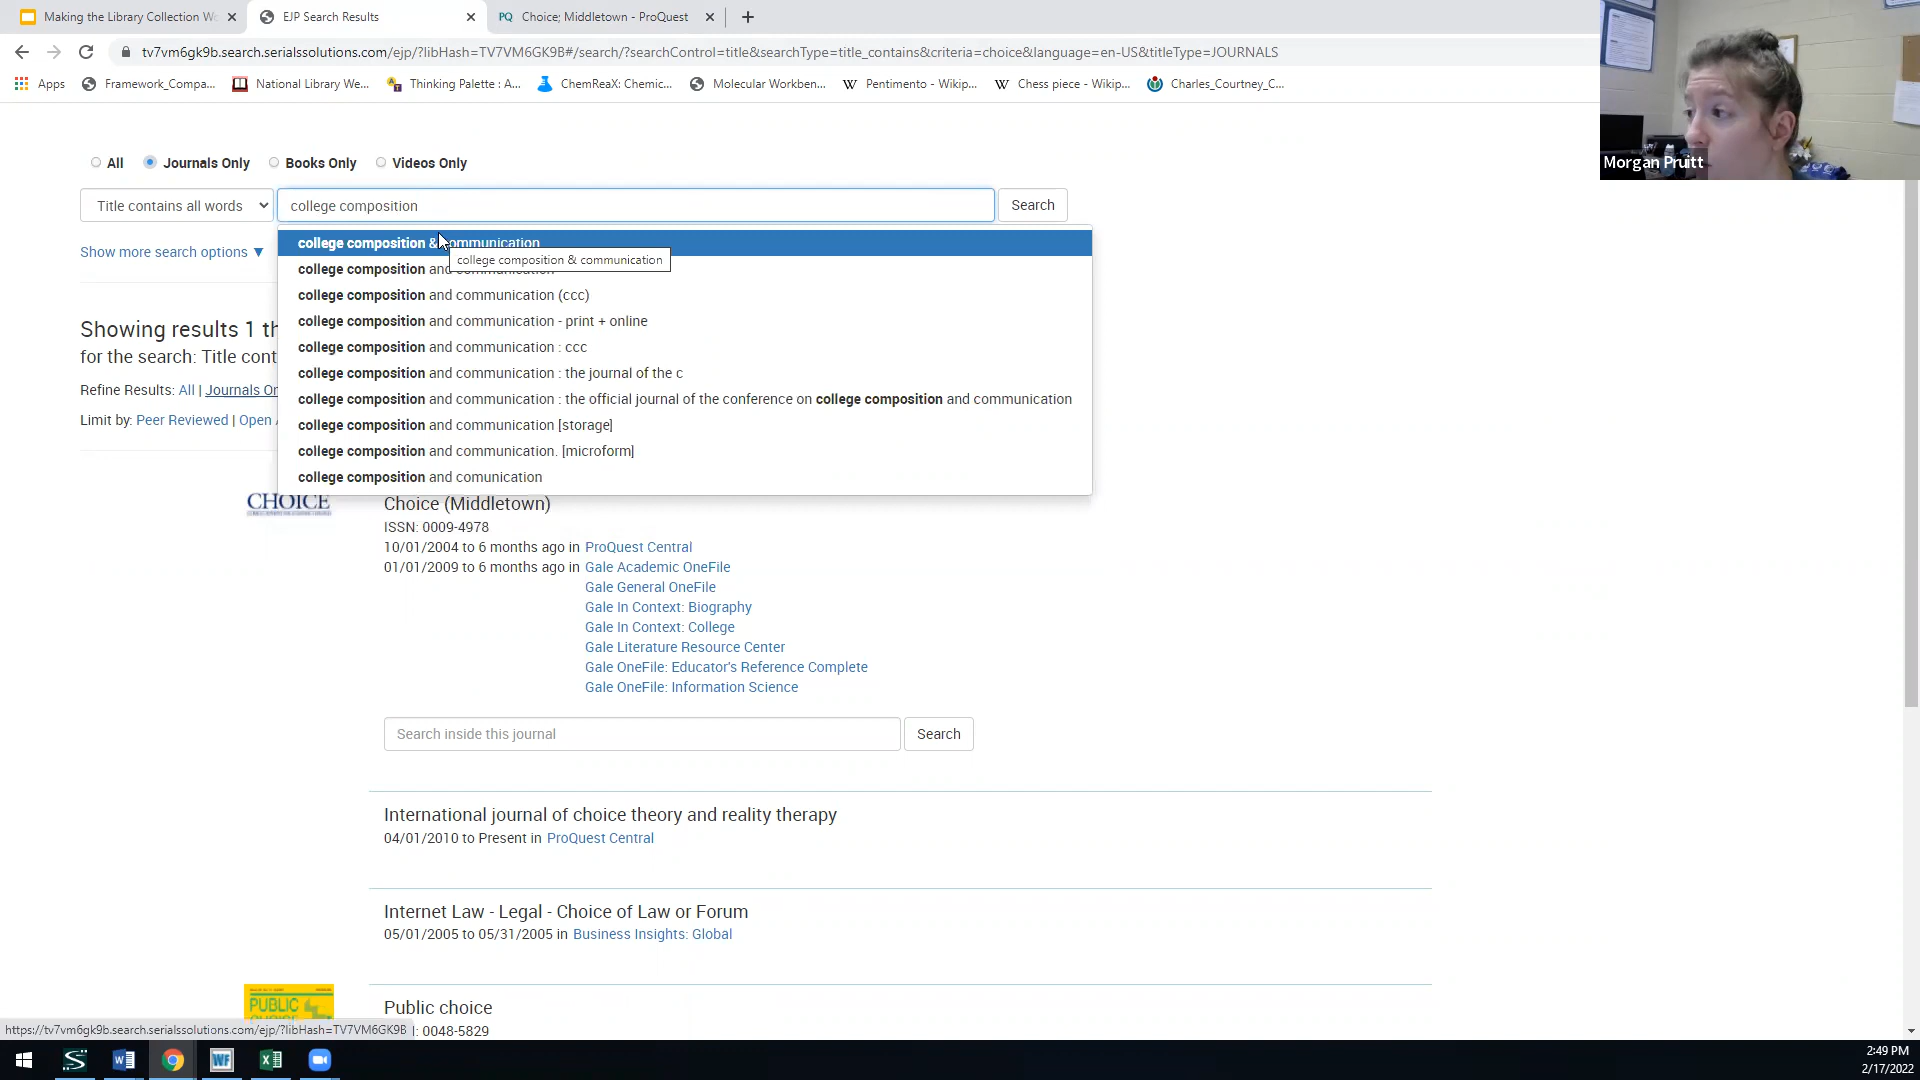 Making the Library Collection Wo
EJP Search Results
Choice; Middletown - ProQuest
tv7vm6gk9b.search.serialssolutions.com/ejp/?libHash=TV7VM6GK9B#/search/?searchControl=title&searchType=title_contains&criteria=choice&language=en-US&titleType=JOURNALS
Apps Framework_Compa... National Library We... Thinking Palette : A... ChemReaX: Chemic... Molecular Workben... Pentimento - Wikip... Chess piece - Wikip... Charles_Courtney_C...
Morgan Pruitt
All Journals Only Books Only Videos Only
Title contains all words college composition Search
Show more search options ▼
college composition & communication
college composition & communication
college composition and communication
college composition and communication (ccc)
college composition and communication - print + online
college composition and communication : ccc
college composition and communication : the journal of the c
college composition and communication : the official journal of the conference on college composition and communication
college composition and communication [storage]
college composition and communication. [microform]
college composition and comunication
Showing results 1 th
for the search: Title cont
Refine Results: All | Journals On
Limit by: Peer Reviewed | Open
CHOICE
Choice (Middletown)
ISSN: 0009-4978
10/01/2004 to 6 months ago in ProQuest Central
01/01/2009 to 6 months ago in Gale Academic OneFile
Gale General OneFile
Gale In Context: Biography
Gale In Context: College
Gale Literature Resource Center
Gale OneFile: Educator's Reference Complete
Gale OneFile: Information Science
Search inside this journal Search
International journal of choice theory and reality therapy
04/01/2010 to Present in ProQuest Central
Internet Law - Legal - Choice of Law or Forum
05/01/2005 to 05/31/2005 in Business Insights: Global
PUBLIC
Public choice
: 0048-5829
https://tv7vm6gk9b.search.serialssolutions.com/ejp/?libHash=TV7VM6GK9B
2:49 PM
2/17/2022